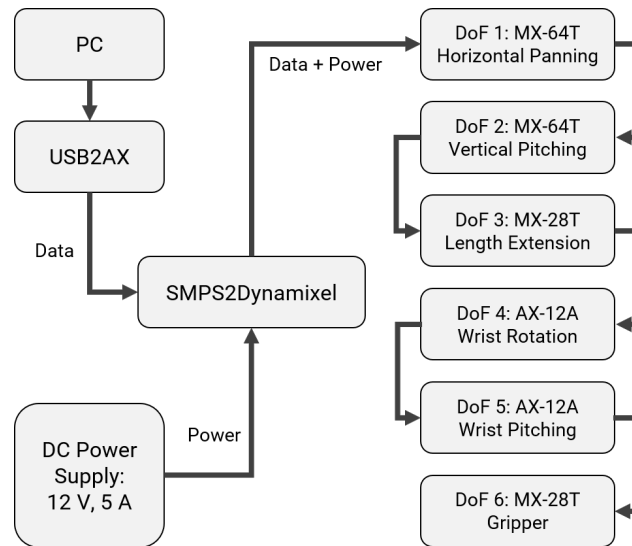 PC
USB2AX
Data
SMPS2Dynamixel
Data + Power
Power
DC Power
Supply:
12 V, 5 A
DoF 1: MX-64T
Horizontal Panning
DoF 2: MX-64T
Vertical Pitching
DoF 3: MX-28T
Length Extension
DoF 4: AX-12A
Wrist Rotation
DoF 5: AX-12A
Wrist Pitching
DoF 6: MX-28T
Gripper